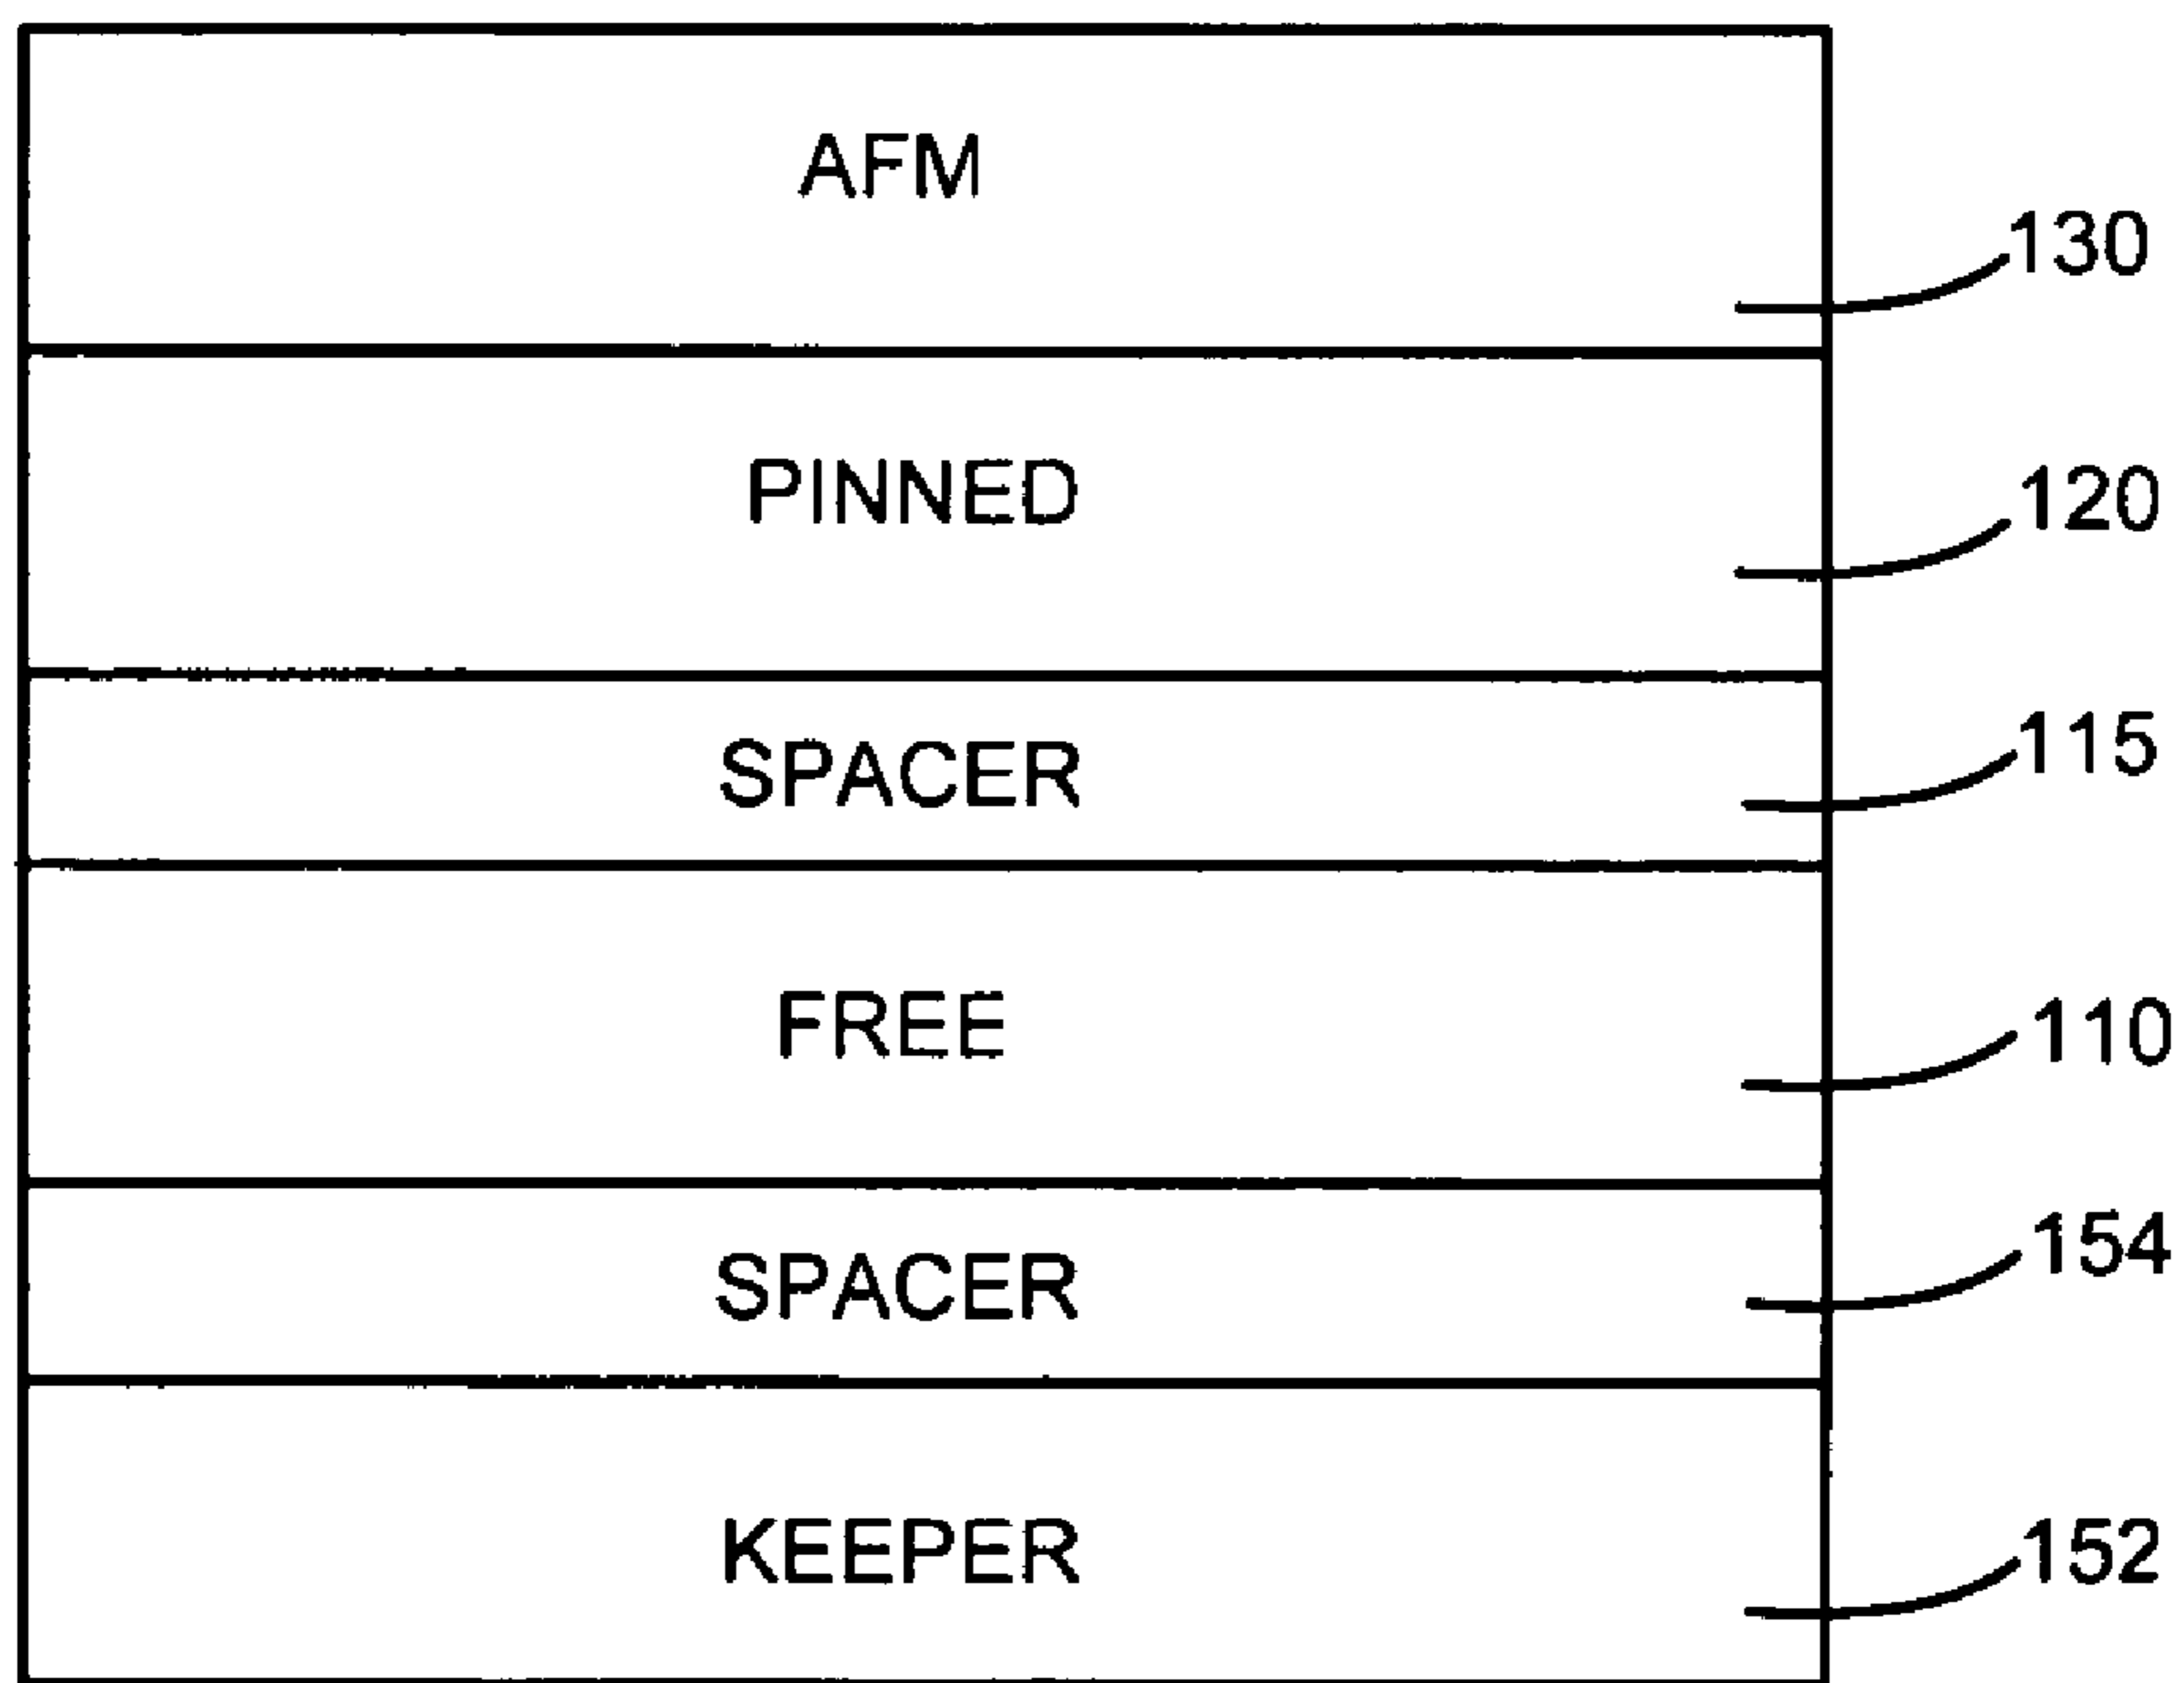 AFM
130
PINNED
120
SPACER
115
FREE
110
SPACER
154
KEEPER
152